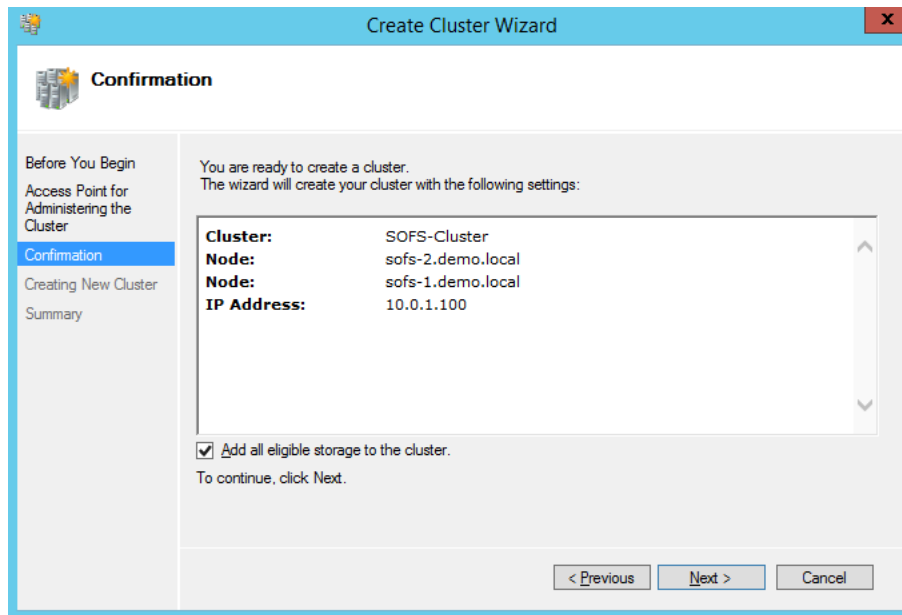 Create Cluster Wizard
x
Confirmation
Before You Begin
Access Point for
Administering the
Cluster
Confirmation
Creating New Cluster
Summary
You are ready to create a cluster.
The wizard will create your cluster with the following settings:
Cluster: SOFS-Cluster
Node: sofs-2.demo.local
Node: sofs-1.demo.local
IP Address: 10.0.1.100
Add all eligible storage to the cluster.
To continue, click Next.
< Previous Next > Cancel